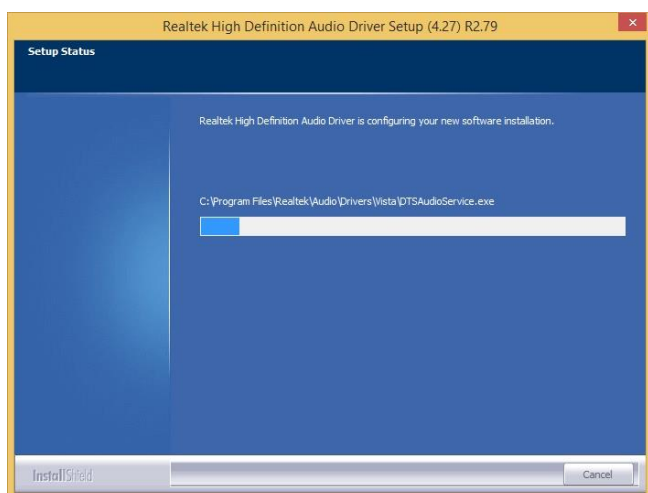 Realtek High Definition Audio Driver Setup (4.27) R2.79
Setup Status
Realtek High Definition Audio Driver is configuring your new software installation.
C:\Program Files\Realtek\Audio\Drivers\Vista\DTSAudioService.exe
InstallShield
Cancel